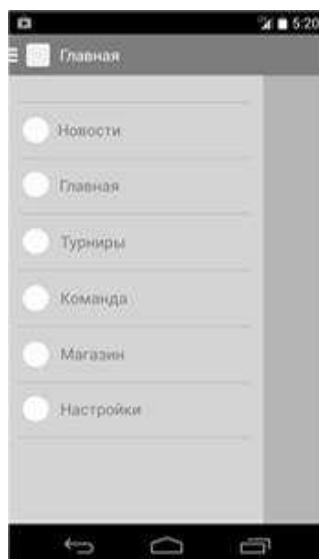 5:20
Главная
Новости
Главная
Турниры
Команда
Магазин
Настройки